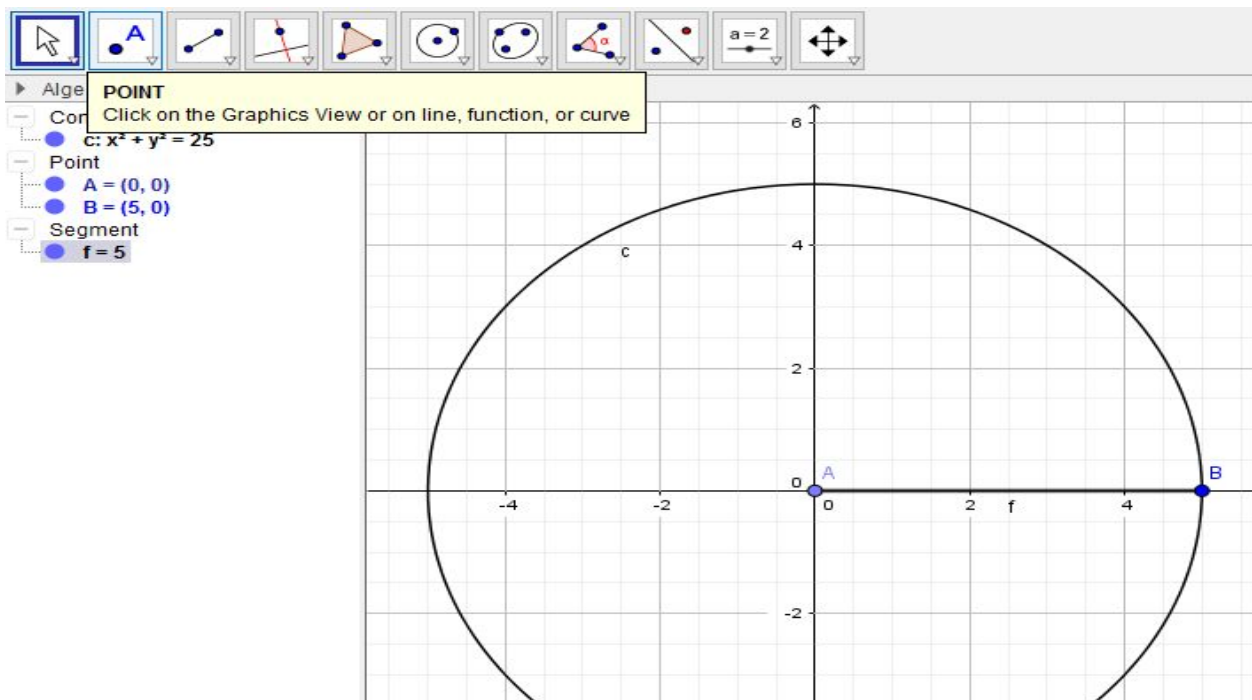 A
α
a = 2
Alge
POINT
Click on the Graphics View or on line, function, or curve
Con
c: x² + y² = 25
Point
A = (0, 0)
B = (5, 0)
Segment
f = 5
6
c
4
2
A
B
0
-4
-2
0
2
f
4
-2